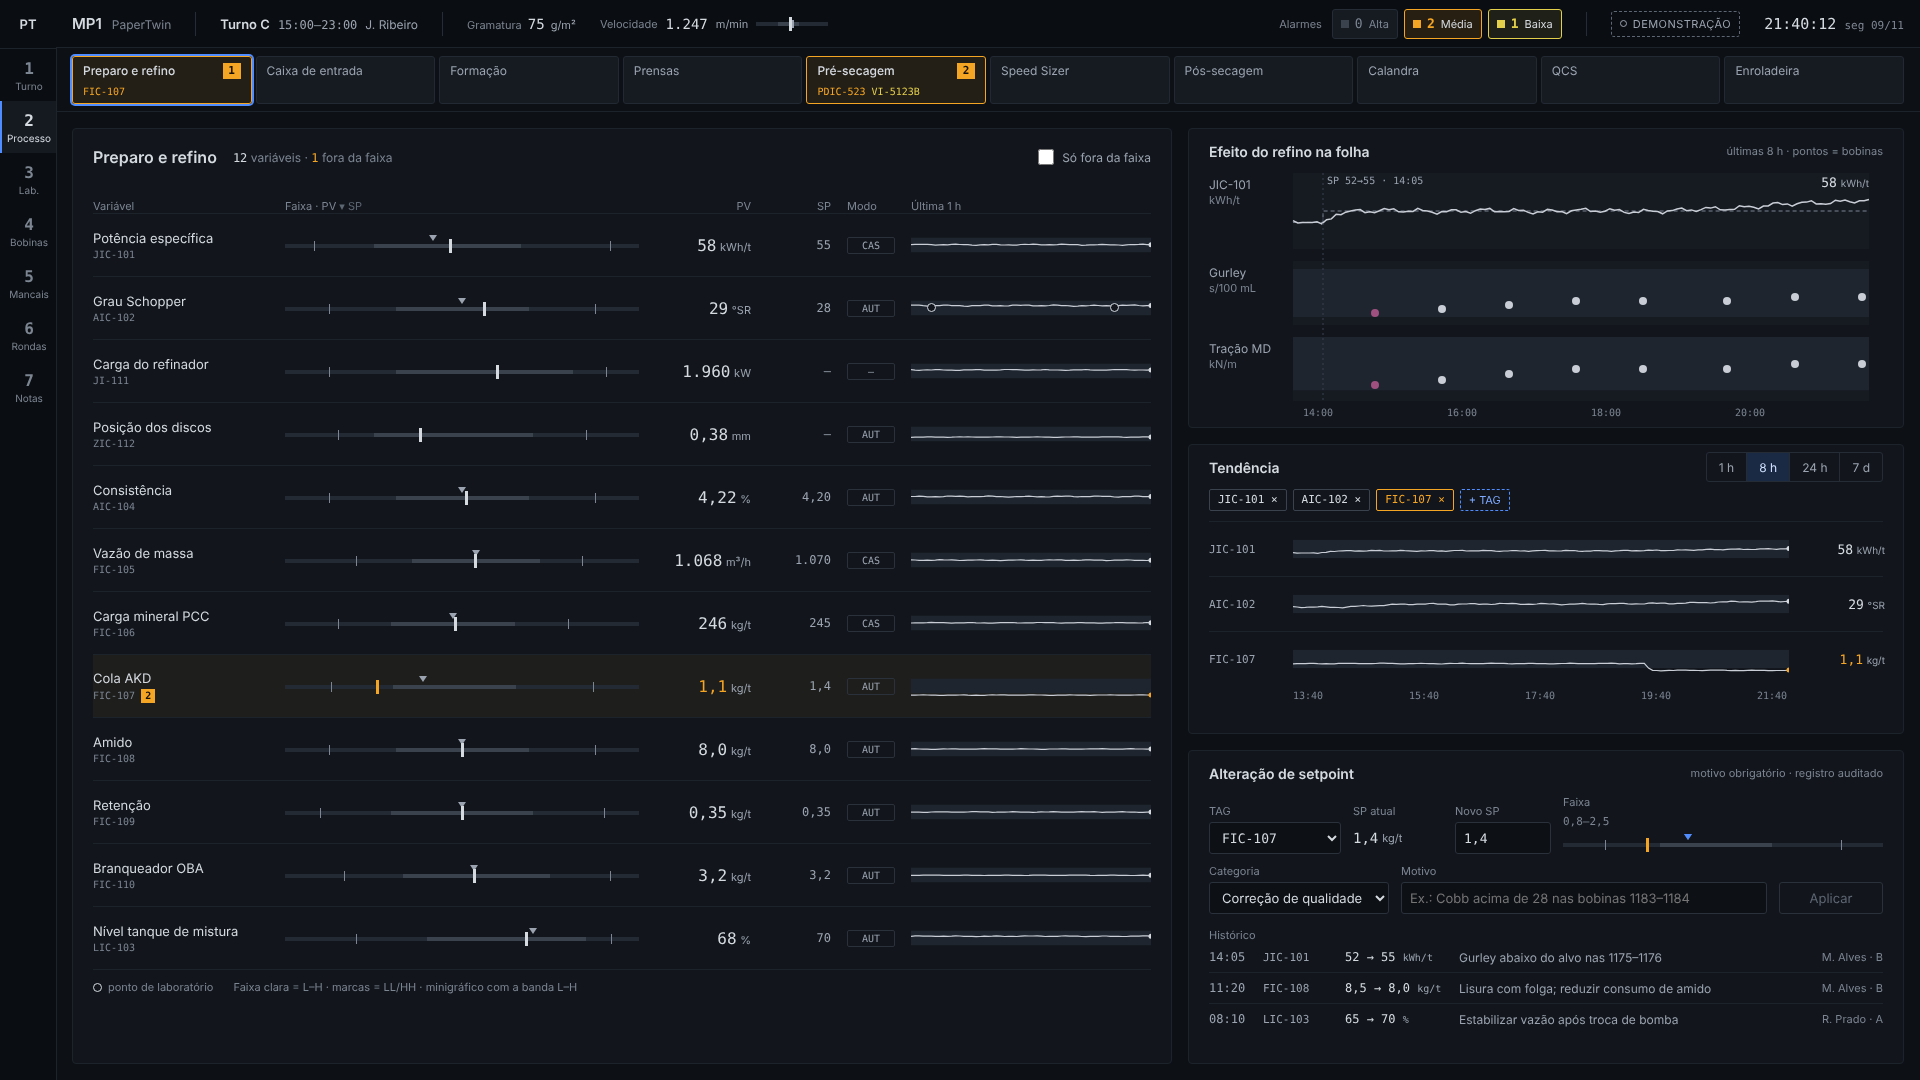 PT
MP1 PaperTwin
Turno C 15:00–23:00 J. Ribeiro
Gramatura 75 g/m²
Velocidade 1.247 m/min
Alarmes
0 Alta
2 Média
1 Baixa
DEMONSTRAÇÃO
21:40:12 seg 09/11
1
Turno
2
Processo
3
Lab.
4
Bobinas
5
Mancais
6
Rondas
7
Notas
Preparo e refino 1
FIC-107
Caixa de entrada
Formação
Prensas
Pré-secagem 2
PDIC-523 VI-5123B
Speed Sizer
Pós-secagem
Calandra
QCS
Enroladeira
Preparo e refino 12 variáveis · 1 fora da faixa
Só fora da faixa
Variável Faixa · PV ▾ SP PV SP Modo Última 1 h
Potência específica
JIC-101
58 kWh/t 55 CAS
Grau Schopper
AIC-102
29 °SR 28 AUT
Carga do refinador
JI-111
1.960 kW – –
Posição dos discos
ZIC-112
0,38 mm – AUT
Consistência
AIC-104
4,22 % 4,20 AUT
Vazão de massa
FIC-105
1.068 m³/h 1.070 CAS
Carga mineral PCC
FIC-106
246 kg/t 245 CAS
Cola AKD
FIC-107 2
1,1 kg/t 1,4 AUT
Amido
FIC-108
8,0 kg/t 8,0 AUT
Retenção
FIC-109
0,35 kg/t 0,35 AUT
Branqueador OBA
FIC-110
3,2 kg/t 3,2 AUT
Nível tanque de mistura
LIC-103
68 % 70 AUT
ponto de laboratório Faixa clara = L–H · marcas = LL/HH · minigráfico com a banda L–H
Efeito do refino na folha
últimas 8 h · pontos = bobinas
JIC-101
kWh/t
SP 52→55 · 14:05
58 kWh/t
Gurley
s/100 mL
Tração MD
kN/m
14:00 16:00 18:00 20:00
Tendência
1 h 8 h 24 h 7 d
JIC-101 × AIC-102 × FIC-107 × + TAG
JIC-101 58 kWh/t
AIC-102 29 °SR
FIC-107 1,1 kg/t
13:40 15:40 17:40 19:40 21:40
Alteração de setpoint
motivo obrigatório · registro auditado
TAG SP atual Novo SP Faixa
FIC-107 1,4 kg/t 1,4 0,8–2,5
Categoria Motivo
Correção de qualidade Ex.: Cobb acima de 28 nas bobinas 1183–1184 Aplicar
Histórico
14:05 JIC-101 52 → 55 kWh/t Gurley abaixo do alvo nas 1175–1176 M. Alves · B
11:20 FIC-108 8,5 → 8,0 kg/t Lisura com folga; reduzir consumo de amido M. Alves · B
08:10 LIC-103 65 → 70 % Estabilizar vazão após troca de bomba R. Prado · A